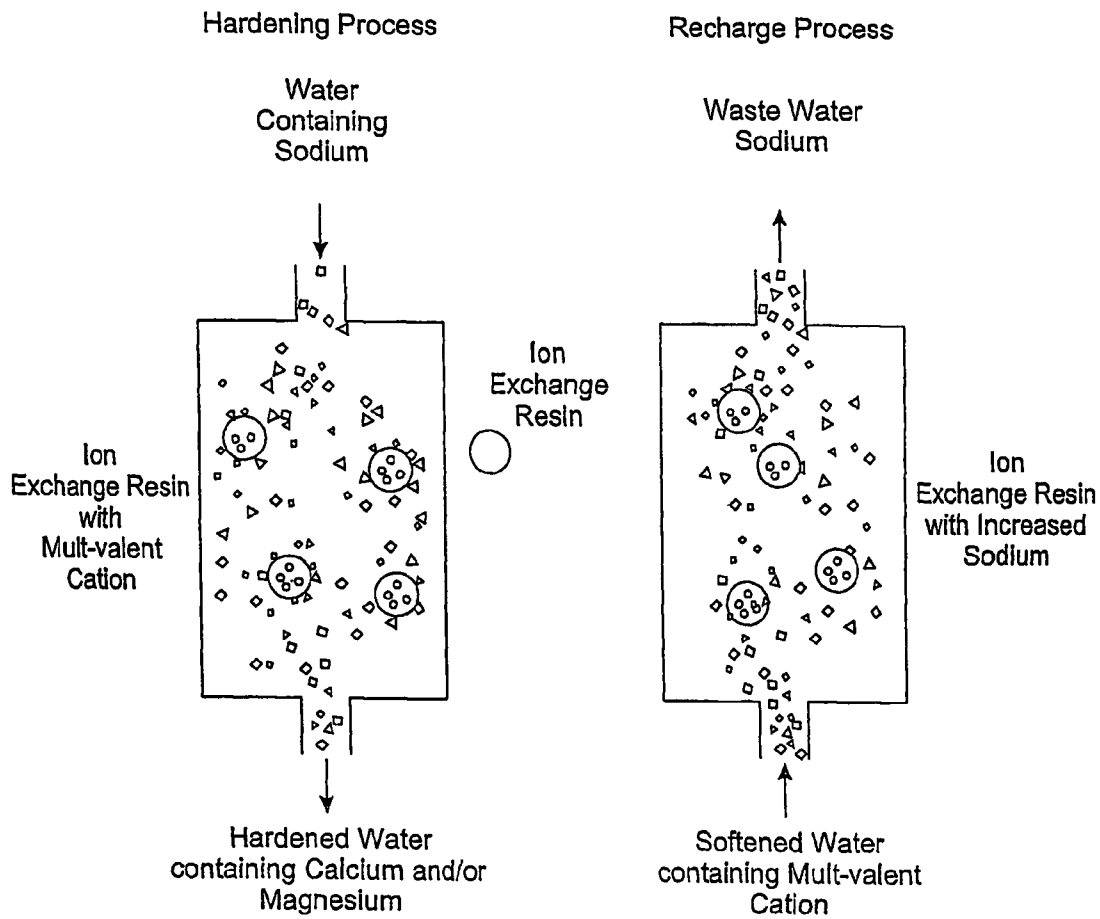 Hardening Process
Water
Containing
Sodium
Ion
Exchange
Resin
Ion
Exchange Resin
with
Mult-valent
Cation
Hardened Water
containing Calcium and/or
Magnesium
Recharge Process
Waste Water
Sodium
Ion
Exchange Resin
with Increased
Sodium
Softened Water
containing Mult-valent
Cation